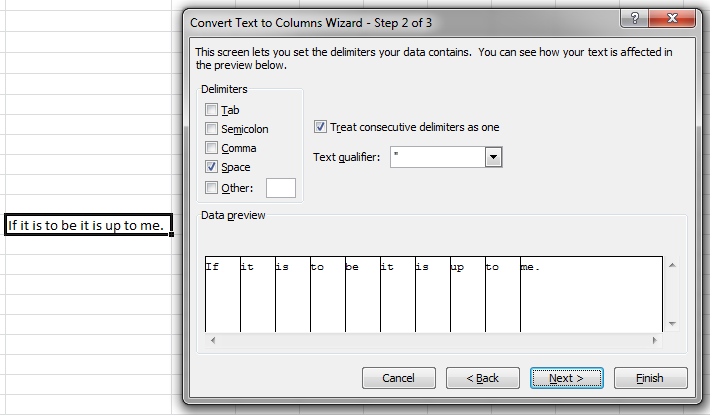 Convert Text to Columns Wizard - Step 2 of 3
This screen lets you set the delimiters your data contains.  You can see how your text is affected in
the preview below.
Delimiters
Tab
Semicolon
Comma
Space
Other:
Treat consecutive delimiters as one
Text qualifier: "
If it is to be it is up to me.
Data preview
If it is to be it is up to me.
Cancel < Back Next > Finish